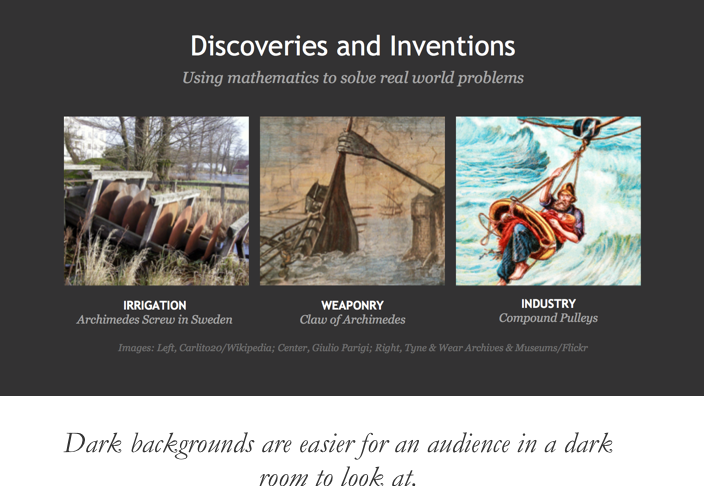 Discoveries and Inventions
Using mathematics to solve real world problems
IRRIGATION
Archimedes Screw in Sweden
WEAPONRY
Claw of Archimedes
INDUSTRY
Compound Pulleys
Images: Left, Carlito20/Wikipedia; Center, Giulio Parigi; Right, Tyne & Wear Archives & Museums/Flickr
Dark backgrounds are easier for an audience in a dark
room to look at.